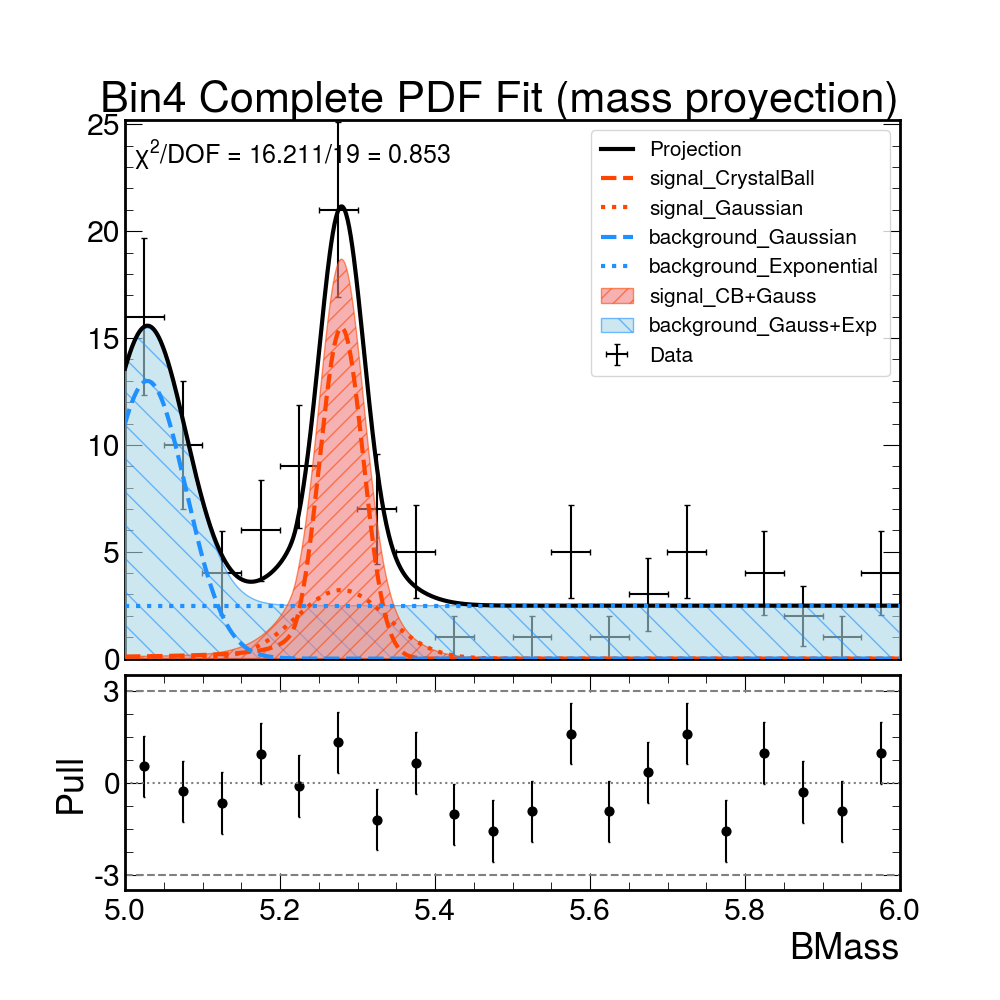 Bin4 Complete PDF Fit (mass proyection)
25
χ²/DOF = 16.211/19 = 0.853
20
15
10
5
0
Projection
signal_CrystalBall
signal_Gaussian
background_Gaussian
background_Exponential
signal_CB+Gauss
background_Gauss+Exp
Data
3
0
-3
Pull
5.0 5.2 5.4 5.6 5.8 6.0
BMass